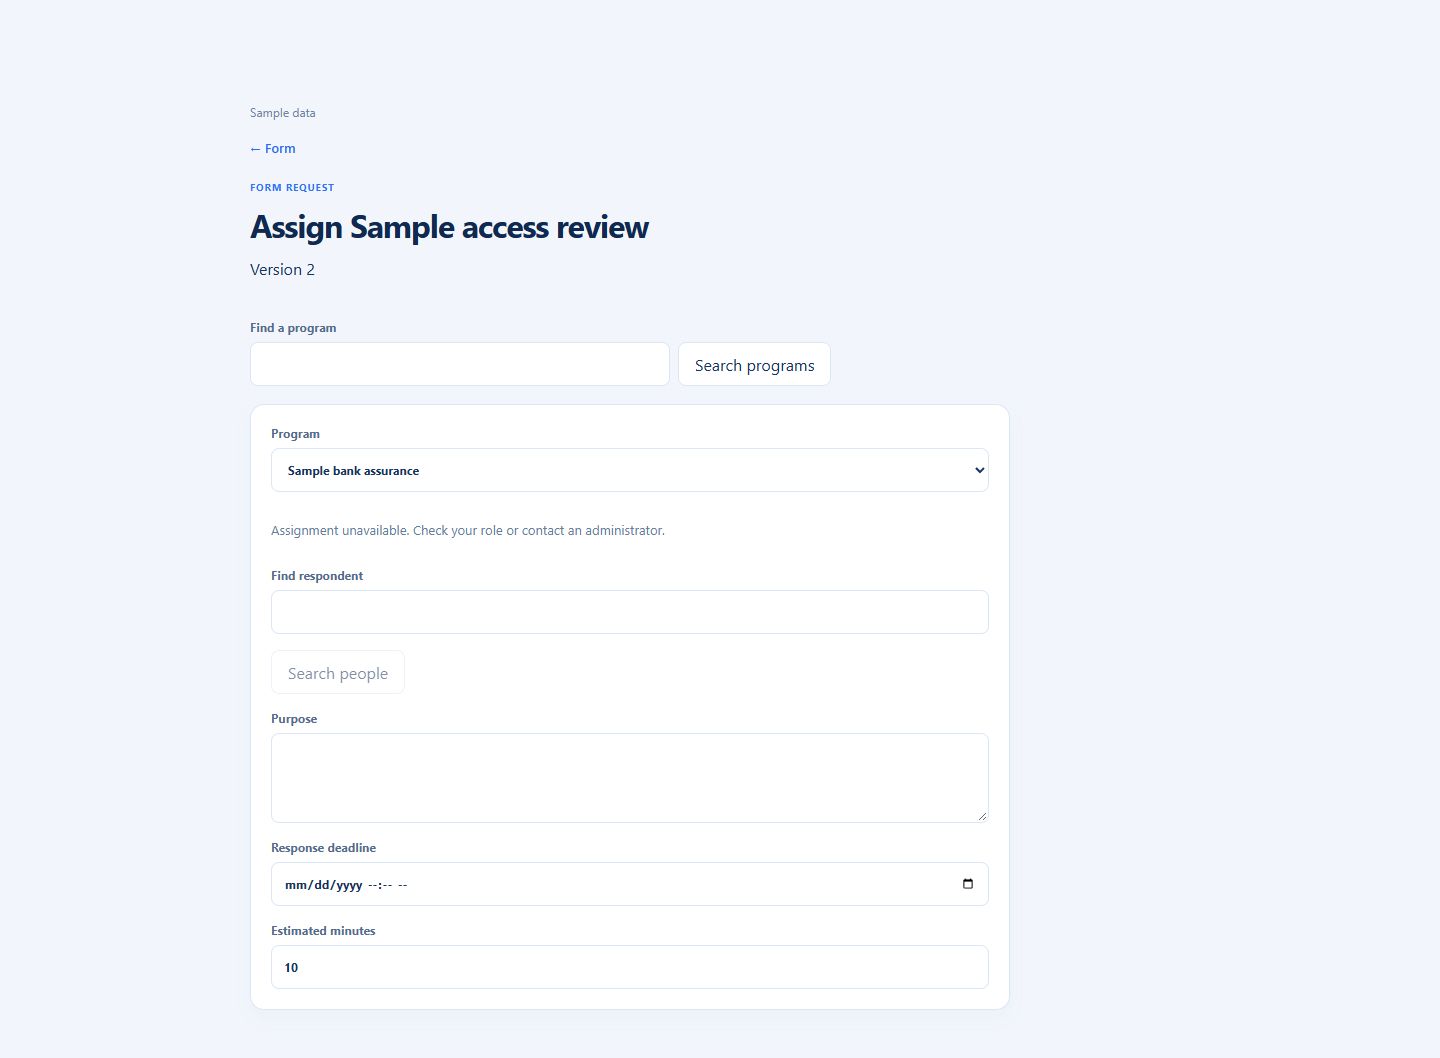 Sample data
← Form
FORM REQUEST
Assign Sample access review
Version 2
Find a program
Search programs
Program
Sample bank assurance
Assignment unavailable. Check your role or contact an administrator.
Find respondent
Search people
Purpose
Response deadline
mm/dd/yyyy --:-- --
Estimated minutes
10